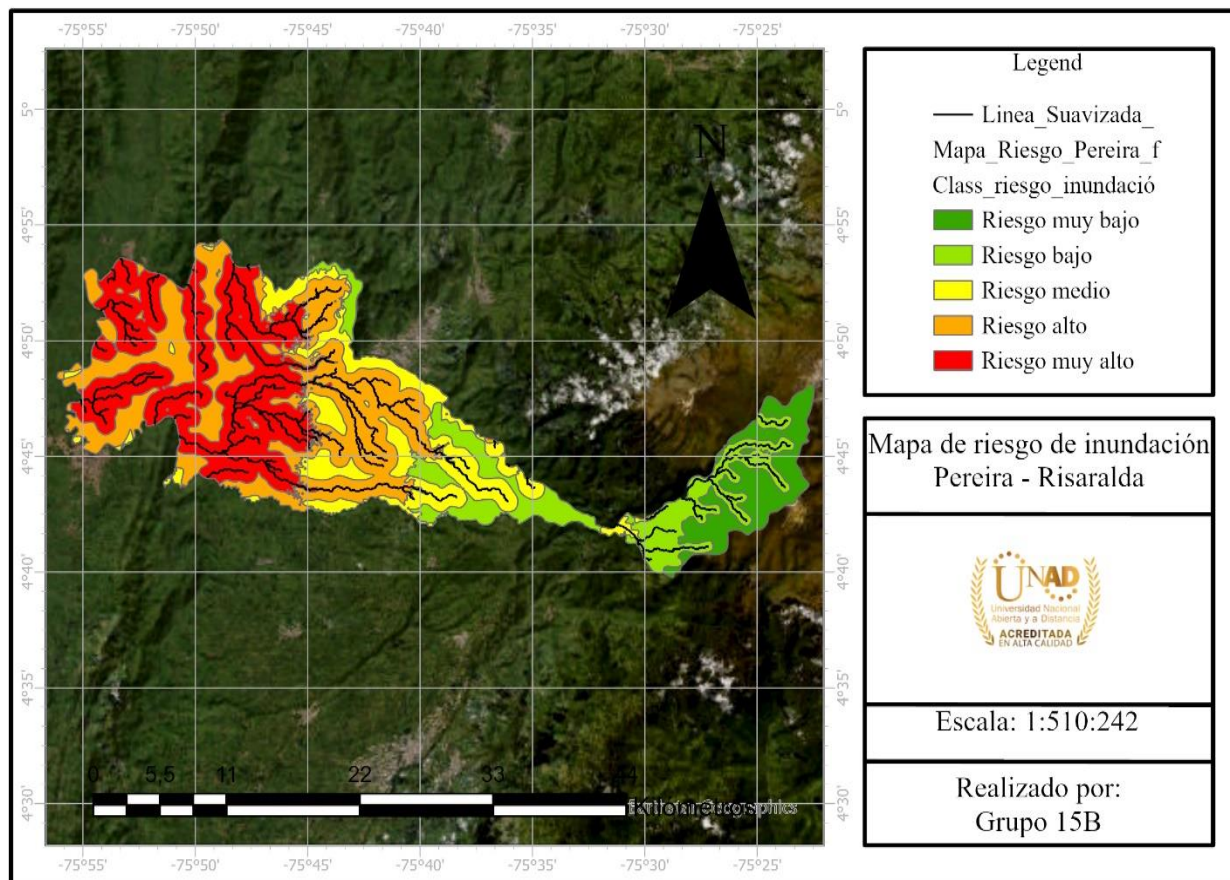 -75°55' -75°50' -75°45' -75°40' -75°35' -75°30' -75°25'
5°
4°55'
4°50'
4°45'
4°40'
4°35'
4°30'
5°
4°55'
4°50'
4°45'
4°40'
4°35'
4°30'
N
0 5,5 11 22 33 44
-75°55' -75°50' -75°45' -75°40' -75°35' -75°30' -75°25'
Legend
Linea_Suavizada_
Mapa_Riesgo_Pereira_f
Class_riesgo_inundació
Riesgo muy bajo
Riesgo bajo
Riesgo medio
Riesgo alto
Riesgo muy alto
Mapa de riesgo de inundación
Pereira - Risaralda
UNAD
Universidad Nacional
Abierta y a Distancia
ACREDITADA
EN ALTA CALIDAD
Escala: 1:510:242
Realizado por:
Grupo 15B